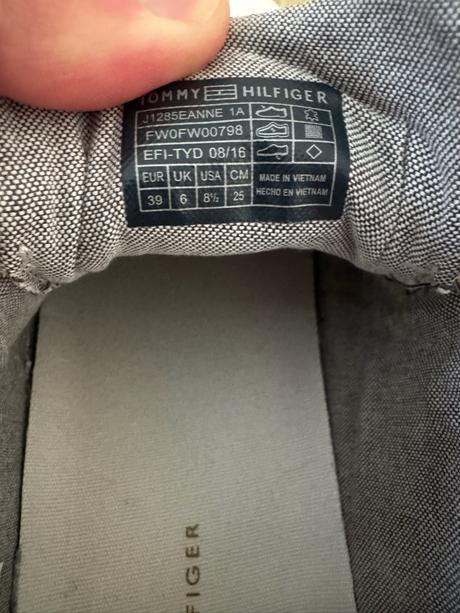 TOMMY HILFIGER
J1285EANNE 1A
FW0FW00798
EFI-TYD 08/16
EUR UK USA CM
39 6 8½ 25
MADE IN VIETNAM
HECHO EN VIETNAM
FIGER